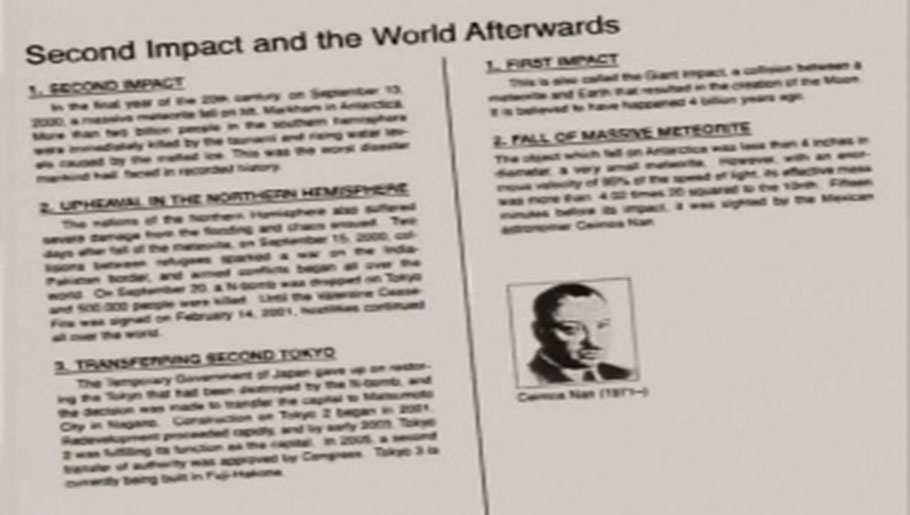 Second Impact and the World Afterwards
1. SECOND IMPACT
In the final year of the 20th century, on September 13,
2000, a massive meteorite fell on Mt. Markham in Antarctica.
More than two billion people in the southern hemisphere
were immediately killed by the tsunami and rising water lev-
els caused by the melted ice. This was the worst disaster
mankind had faced in recorded history.
2. UPHEAVAL IN THE NORTHERN HEMISPHERE
The nations of the Northern Hemisphere also suffered
severe damage from the flooding and chaos ensued. Two
days after fall of the meteorite, on September 15, 2000, col-
lisions between refugees sparked a war on the India-
Pakistan border, and armed conflicts began all over the
world. On September 20, a N-bomb was dropped on Tokyo
and 500,000 people were killed. Until the Valentine Cease-
Fire was signed on February 14, 2001, hostilities continued
all over the world.
3. TRANSFERRING SECOND TOKYO
The Temporary Government of Japan gave up on restor-
ing the Tokyo that had been destroyed by the N-bomb, and
the decision was made to transfer the capital to Matsumoto
City in Nagano. Construction on Tokyo 2 began in 2001.
Redevelopment proceeded rapidly, and by early 2003, Tokyo
2 was fulfilling its function as the capital. In 2005, a second
transfer of authority was approved by Congress. Tokyo 3 is
currently being built in Fuji-Hakone.
1. FIRST IMPACT
This is also called the Giant Impact, a collision between a
meteorite and Earth that resulted in the creation of the Moon.
It is believed to have happened 4 billion years ago.
2. FALL OF MASSIVE METEORITE
The object which fell on Antarctica was less than 4 inches in
diameter, a very small meteorite. However, with an enor-
mous velocity of 95% of the speed of light, its effective mass
was more than 4.02 times 20 squared to the Fifteen
minutes before its impact, it was sighted by the Mexican
astronomer Nan
Nan (1971–)